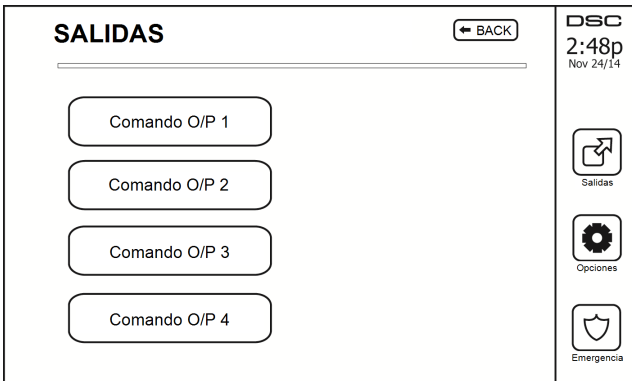 SALIDAS
BACK
Comando O/P 1
Comando O/P 2
Comando O/P 3
Comando O/P 4
DSC
2:48p
Nov 24/14
Salidas
Opciones
Emergencia